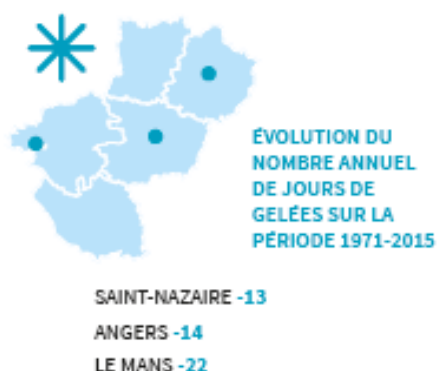 ÉVOLUTION DU
NOMBRE ANNUEL
DE JOURS DE
GELÉES SUR LA
PÉRIODE 1971-2015
SAINT-NAZAIRE -13
ANGERS -14
LE MANS -22